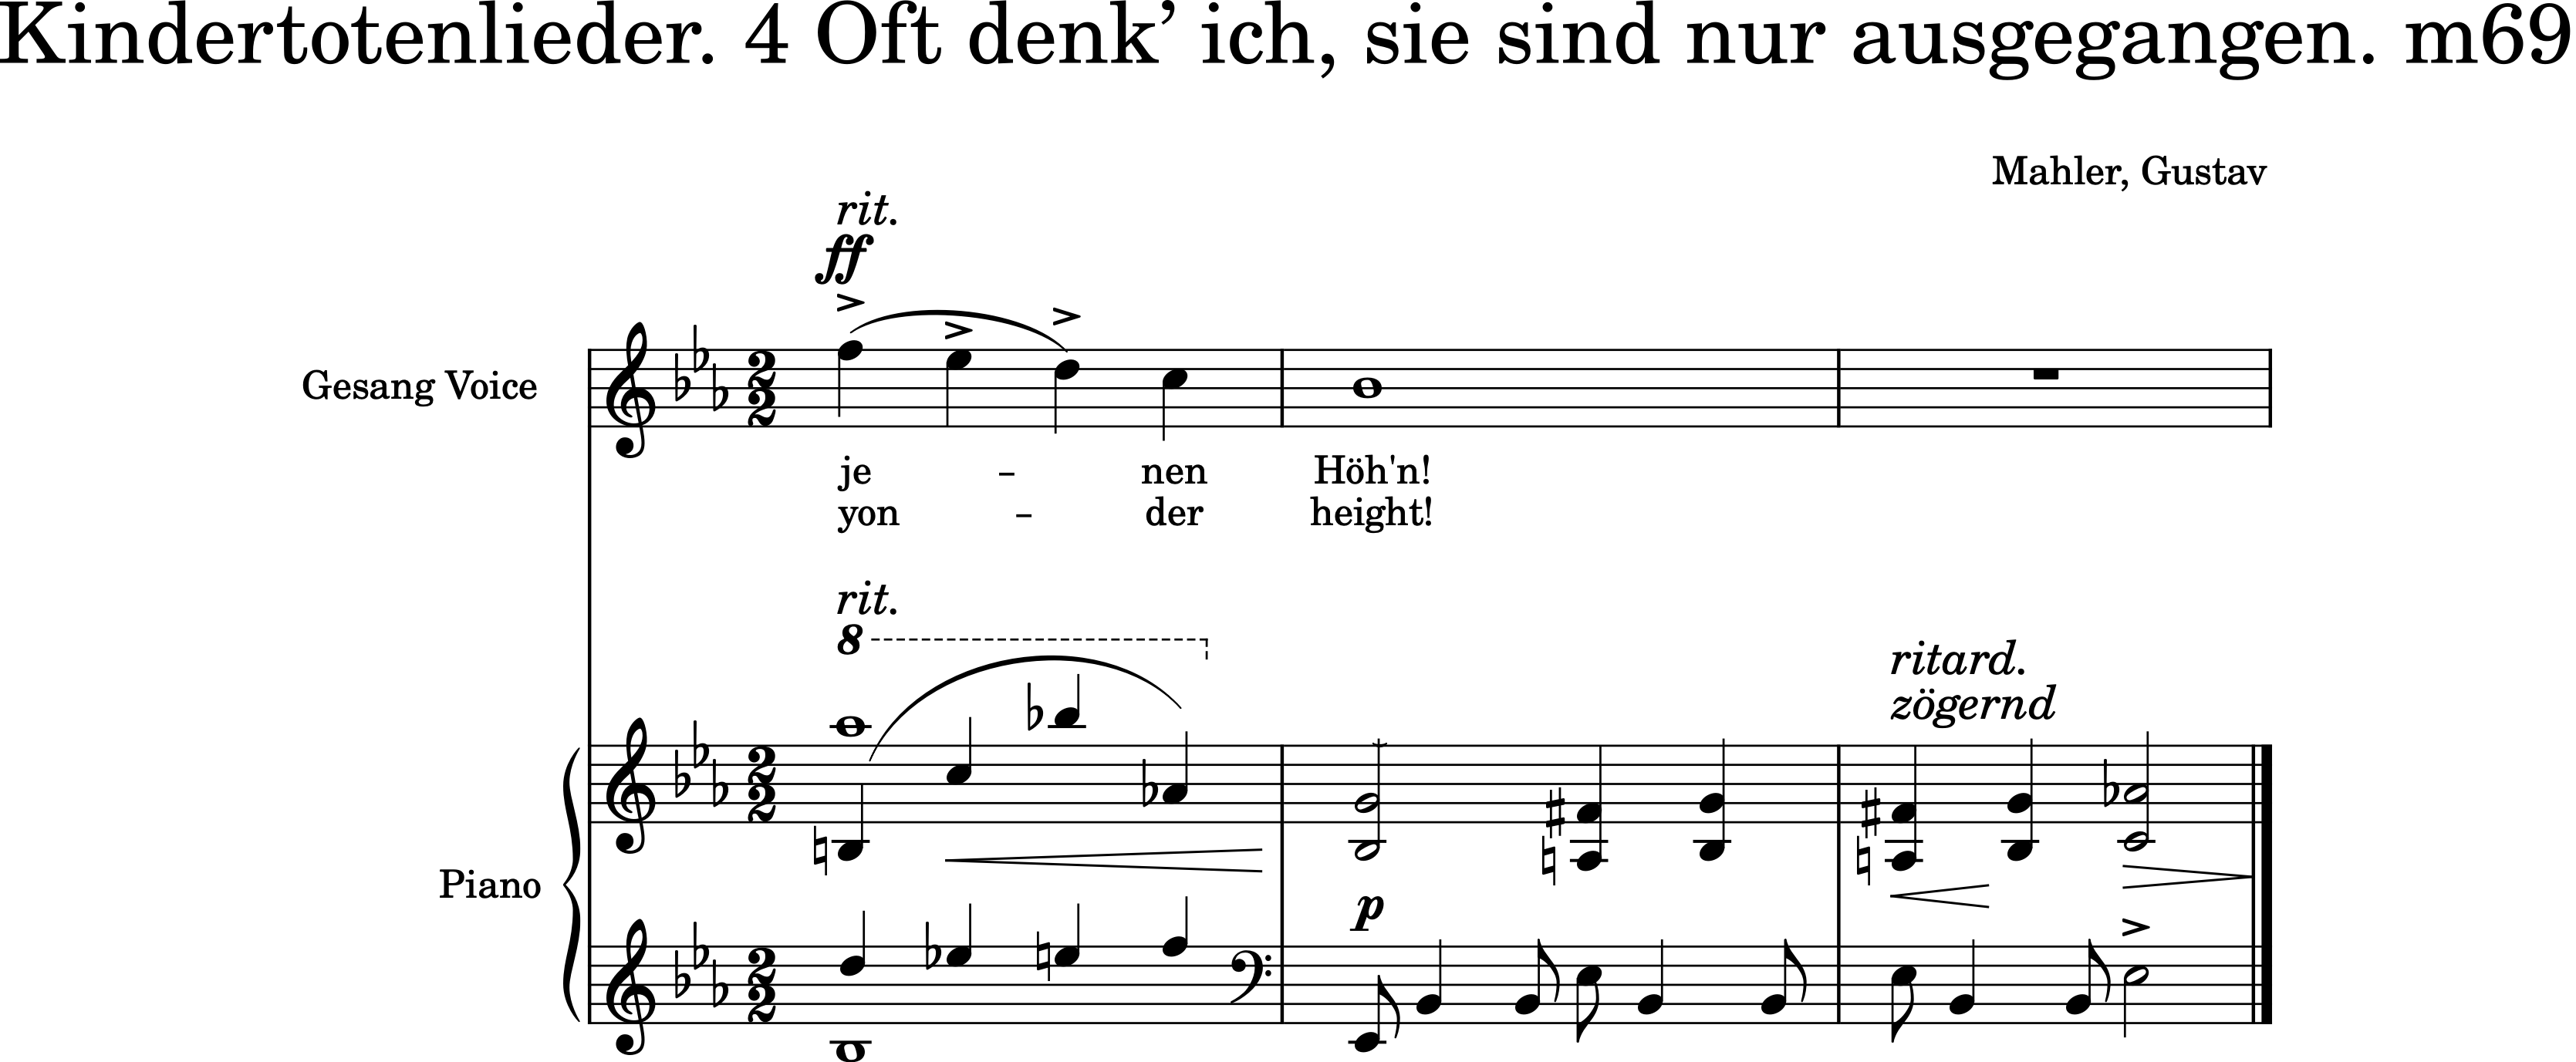 Kindertotenlieder. 4 Oft denk’ ich, sie sind nur ausgegangen. m69
Mahler, Gustav
rit.
ff
Gesang Voice
je – nen Höh'n!
yon – der height!
rit.
8
ritard.
zögernd
Piano
p